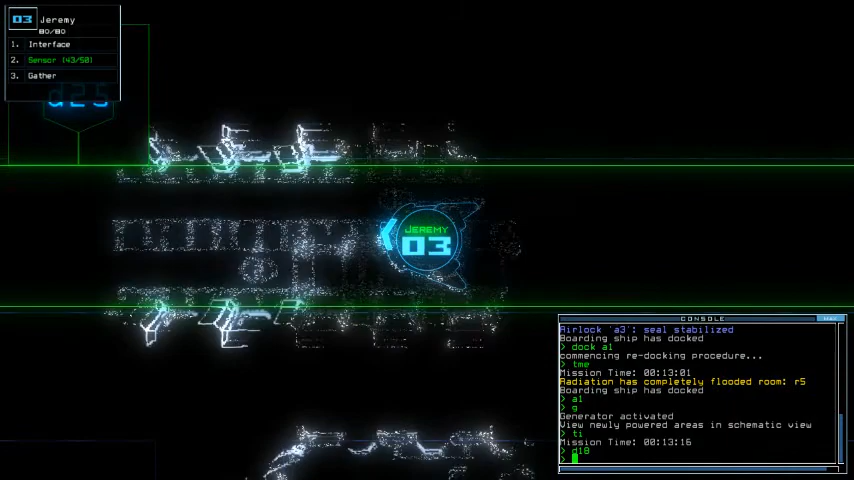 03 Jeremy
80/80
1. Interface
2. Sensor (43/50)
3. Gather
d25
JEREMY
03
CONSOLE
Airlock 'a3': seal stabilized
Boarding ship has docked
> dock a1
commencing re-docking procedure...
> tme
Mission Time: 00:13:01
Radiation has completely flooded room: r5
Boarding ship has docked
> a1
> g
Generator activated
View newly powered areas in schematic view
> ti
Mission Time: 00:13:16
> d18
>